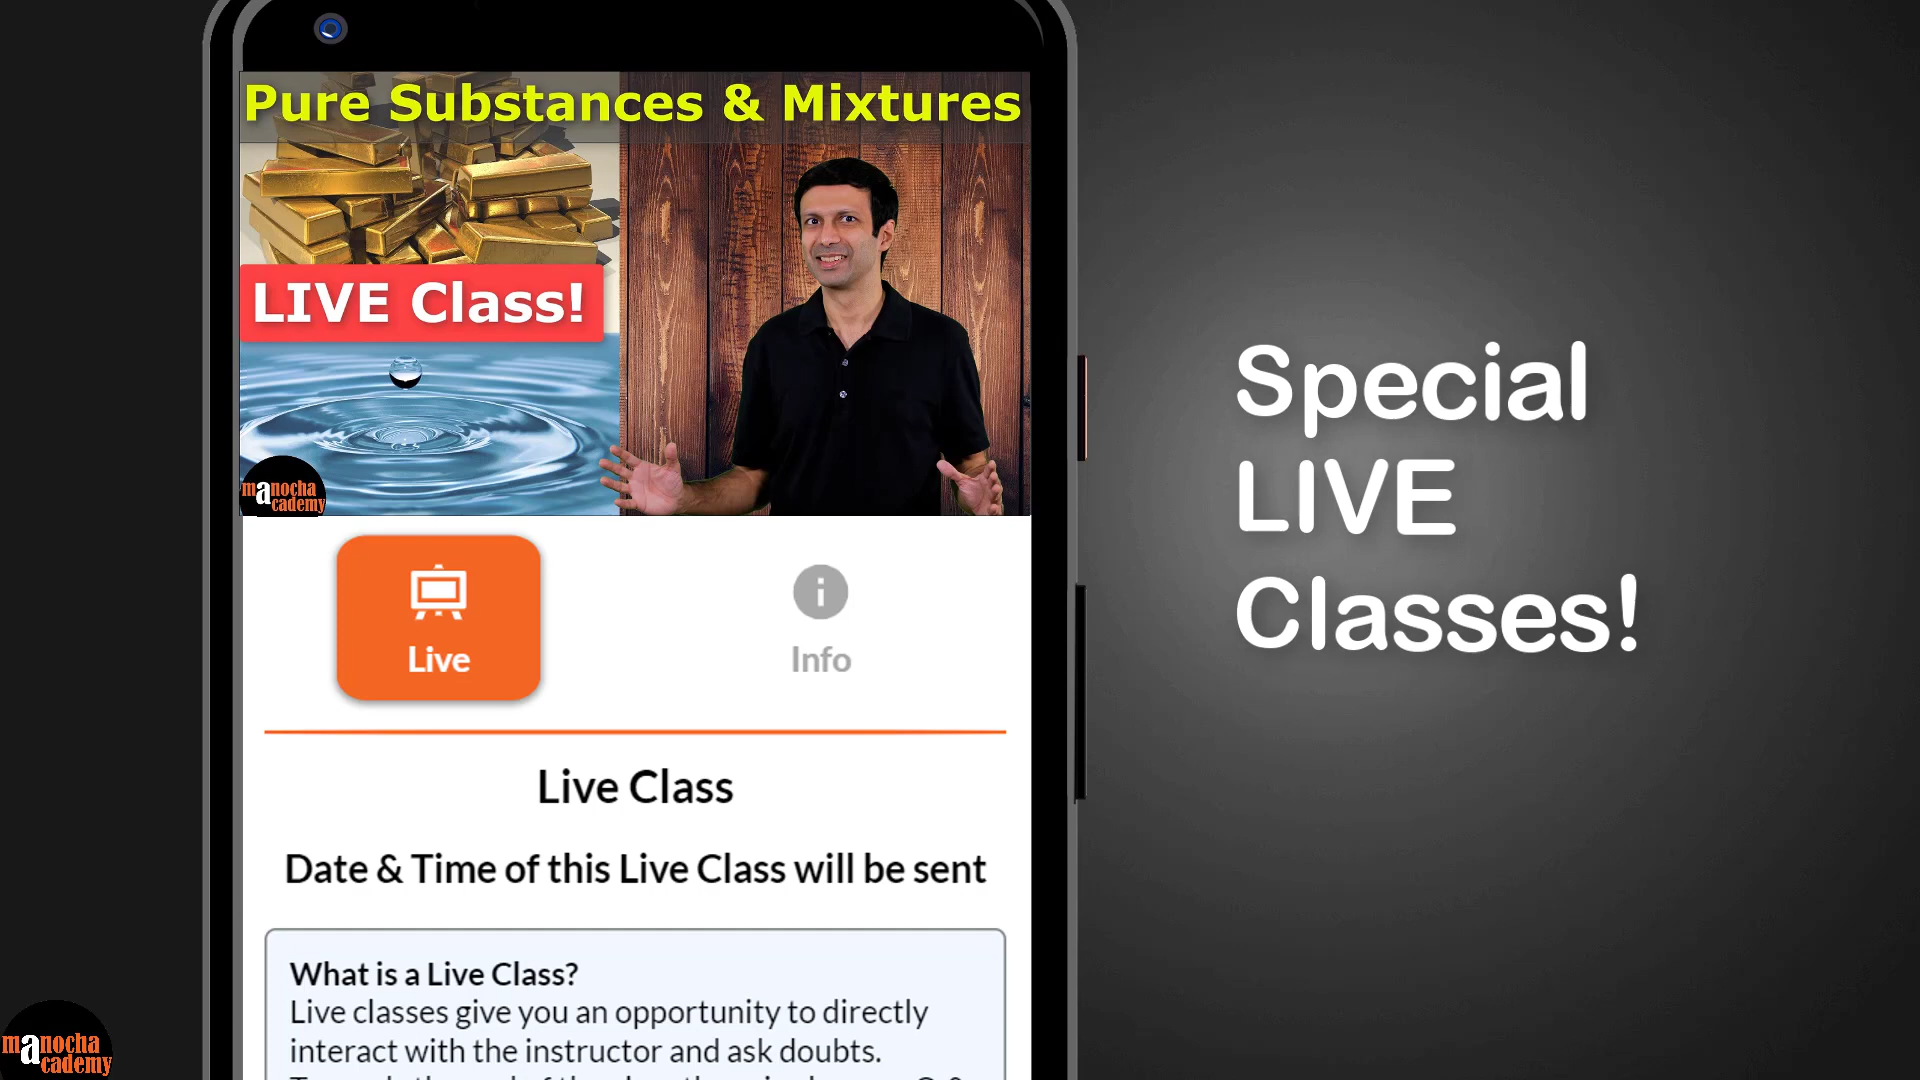 Pure Substances & Mixtures
LIVE Class!
manocha
academy
Live
Info
Live Class
Date & Time of this Live Class will be sent
What is a Live Class?
Live classes give you an opportunity to directly
interact with the instructor and ask doubts.
Special
LIVE
Classes!
manocha
academy